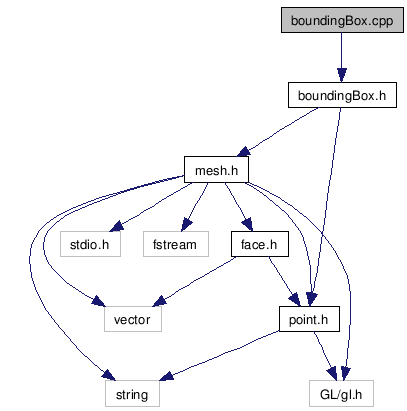 boundingBox.cpp
boundingBox.h
mesh.h
stdio.h
fstream
face.h
vector
point.h
string
GL/gl.h